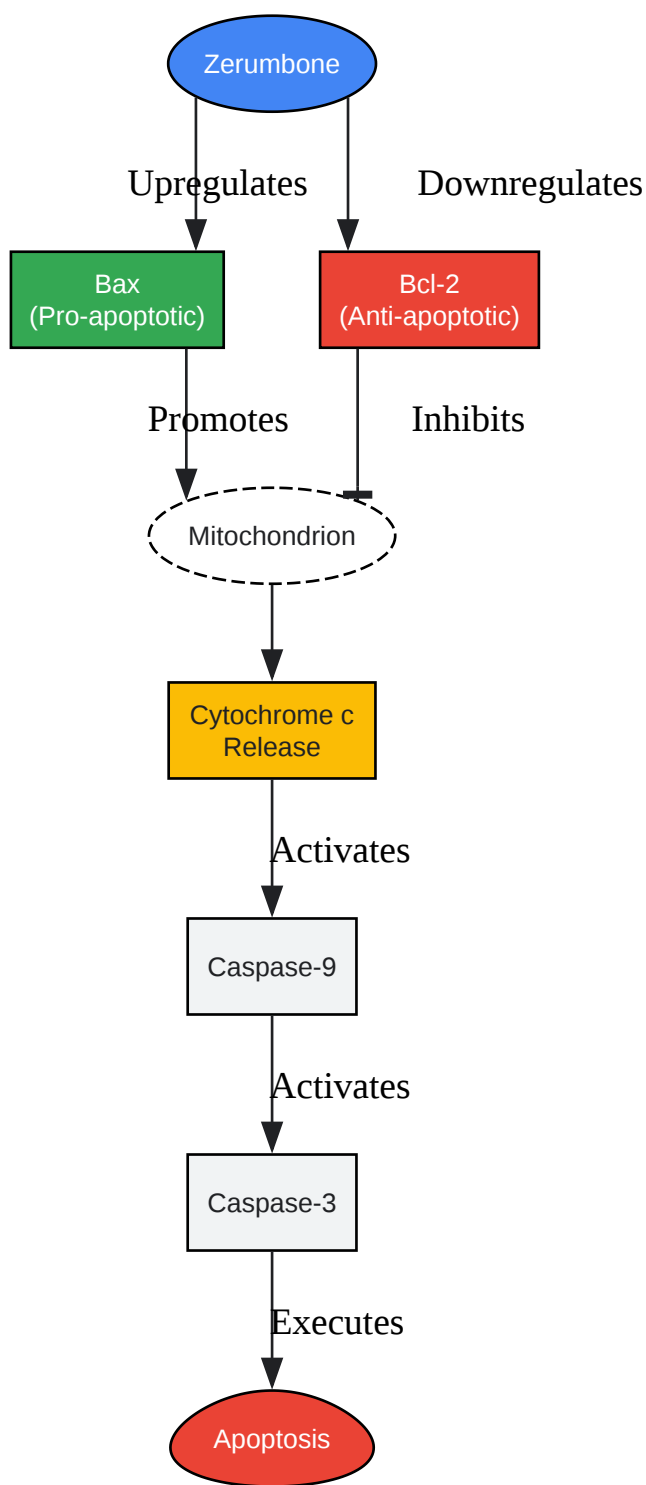 Zerumbone
Upregulates
Downregulates
Bax
(Pro-apoptotic)
Bcl-2
(Anti-apoptotic)
Promotes
Inhibits
Mitochondrion
Cytochrome c
Release
Activates
Caspase-9
Activates
Caspase-3
Executes
Apoptosis